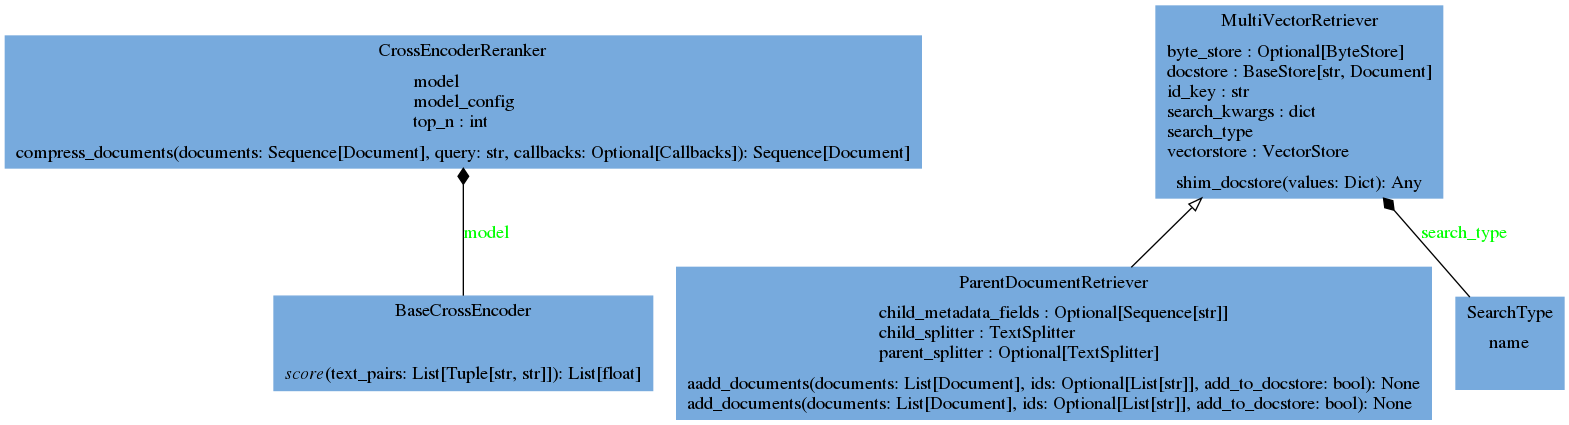 CrossEncoderReranker
model
model_config
top_n : int
compress_documents(documents: Sequence[Document], query: str, callbacks: Optional[Callbacks]): Sequence[Document]
model
BaseCrossEncoder
score(text_pairs: List[Tuple[str, str]]): List[float]
MultiVectorRetriever
byte_store : Optional[ByteStore]
docstore : BaseStore[str, Document]
id_key : str
search_kwargs : dict
search_type
vectorstore : VectorStore
shim_docstore(values: Dict): Any
search_type
ParentDocumentRetriever
child_metadata_fields : Optional[Sequence[str]]
child_splitter : TextSplitter
parent_splitter : Optional[TextSplitter]
aadd_documents(documents: List[Document], ids: Optional[List[str]], add_to_docstore: bool): None
add_documents(documents: List[Document], ids: Optional[List[str]], add_to_docstore: bool): None
SearchType
name